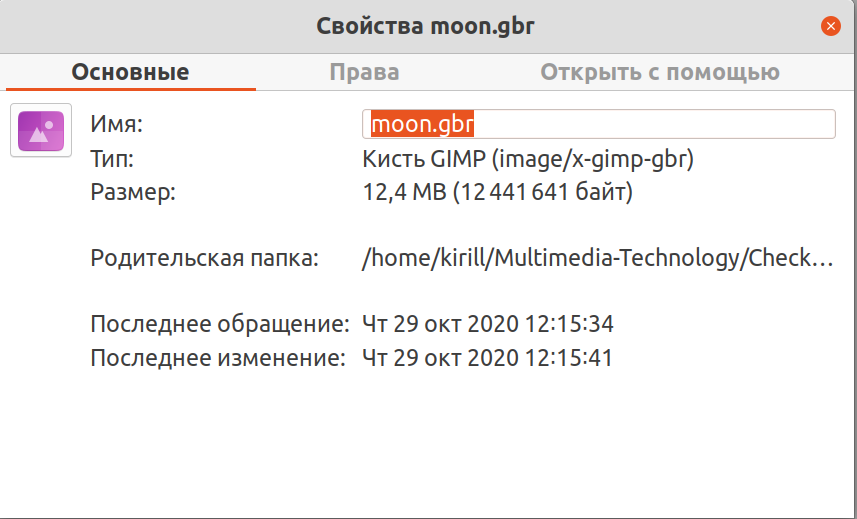 Свойства moon.gbr
Основные Права Открыть с помощью
Имя: moon.gbr
Тип: Кисть GIMP (image/x-gimp-gbr)
Размер: 12,4 MB (12 441 641 байт)
Родительская папка: /home/kirill/Multimedia-Technology/Check…
Последнее обращение: Чт 29 окт 2020 12:15:34
Последнее изменение: Чт 29 окт 2020 12:15:41